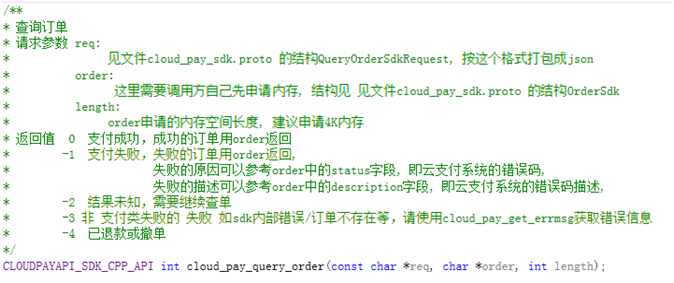 /**
* 查询订单
* 请求参数 req:
* 见文件cloud_pay_sdk.proto 的结构QueryOrderSdkRequest, 按这个格式打包成json
* order:
* 这里需要调用方自己先申请内存, 结构见 见文件cloud_pay_sdk.proto 的结构OrderSdk
* length:
* order申请的内存空间长度, 建议申请4K内存
* 返回值 0 支付成功，成功的订单用order返回
* -1 支付失败，失败的订单用order返回,
* 失败的原因可以参考order中的status字段, 即云支付系统的错误码,
* 失败的描述可以参考order中的description字段, 即云支付系统的错误码描述,
* -2 结果未知，需要继续查单
* -3 非 支付类失败的 失败 如sdk内部错误/订单不存在等，请使用cloud_pay_get_errmsg获取错误信息
* -4 已退款或撤单
*/
CLOUDPAYAPI_SDK_CPP_API int cloud_pay_query_order(const char *req, char *order, int length);